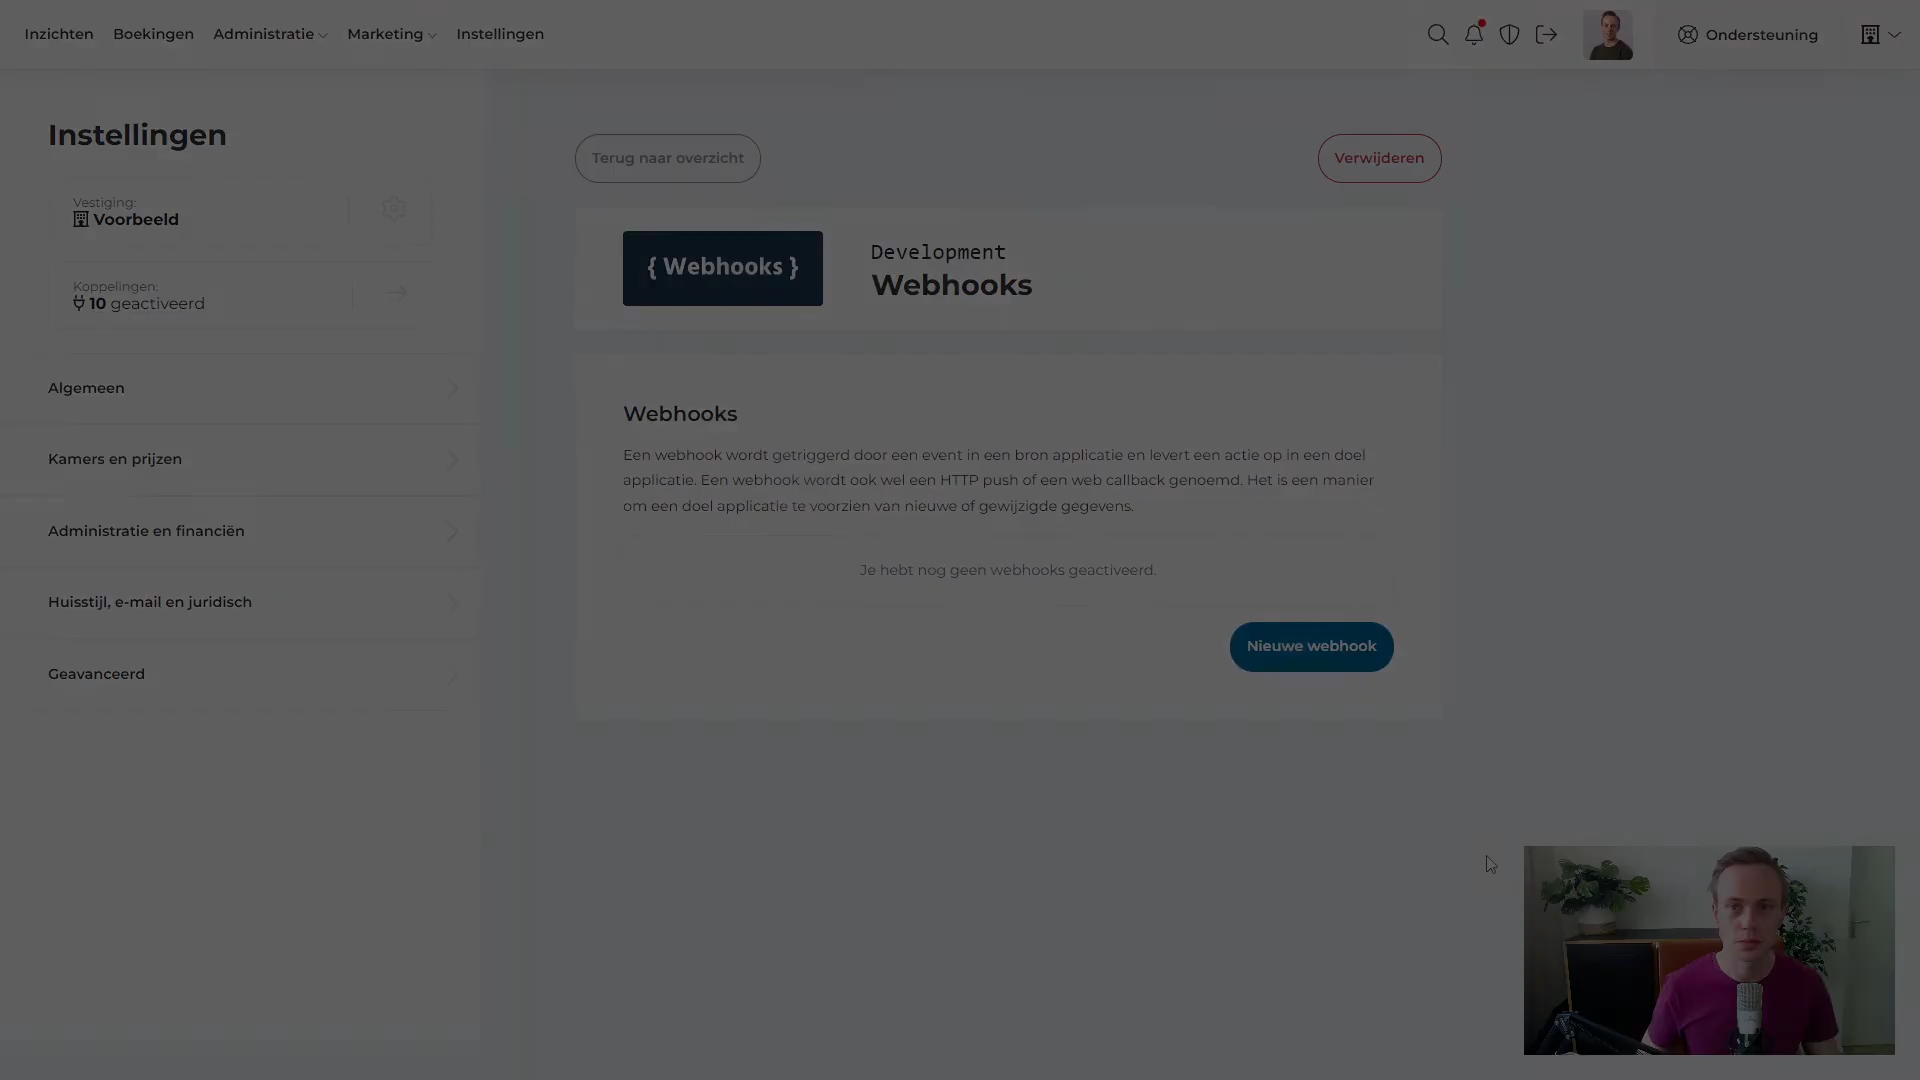 Inzichten
Boekingen
Administratie
Marketing
Instellingen
Ondersteuning
Instellingen
Vestiging:
Voorbeeld
Koppelingen:
10 geactiveerd
Algemeen
Kamers en prijzen
Administratie en financiën
Huisstijl, e-mail en juridisch
Geavanceerd
Terug naar overzicht
Verwijderen
{ Webhooks }
Development
Webhooks
Webhooks
Een webhook wordt getriggerd door een event in een bron applicatie en levert een actie op in een doel
applicatie. Een webhook wordt ook wel een HTTP push of een web callback genoemd. Het is een manier
om een doel applicatie te voorzien van nieuwe of gewijzigde gegevens.
Je hebt nog geen webhooks geactiveerd.
Nieuwe webhook